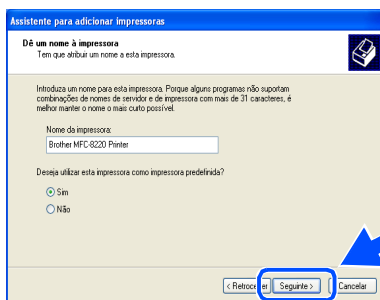 Assistente para adicionar impressoras
Dê um nome à impressora
Tem que atribuir um nome a esta impressora.
Introduza um nome para esta impressora. Porque alguns programas não suportam
combinações de nomes de servidor e de impressora com mais de 31 caracteres, é
melhor manter o nome o mais curto possível.
Nome da impressora:
Brother MFC-8220 Printer
Deseja utilizar esta impressora como impressora predefinida?
Sim
Não
< Retroceder Seguinte > Cancelar